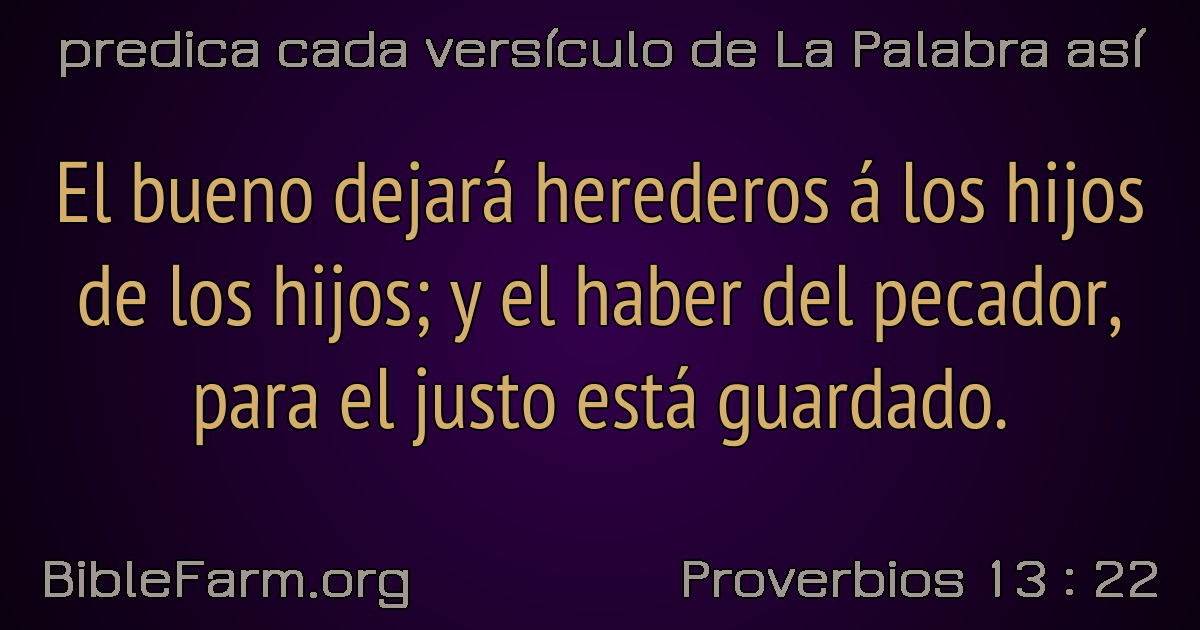 predica cada versículo de La Palabra así
El bueno dejará herederos á los hijos
de los hijos; y el haber del pecador,
para el justo está guardado.
BibleFarm.org
Proverbios 13 : 22